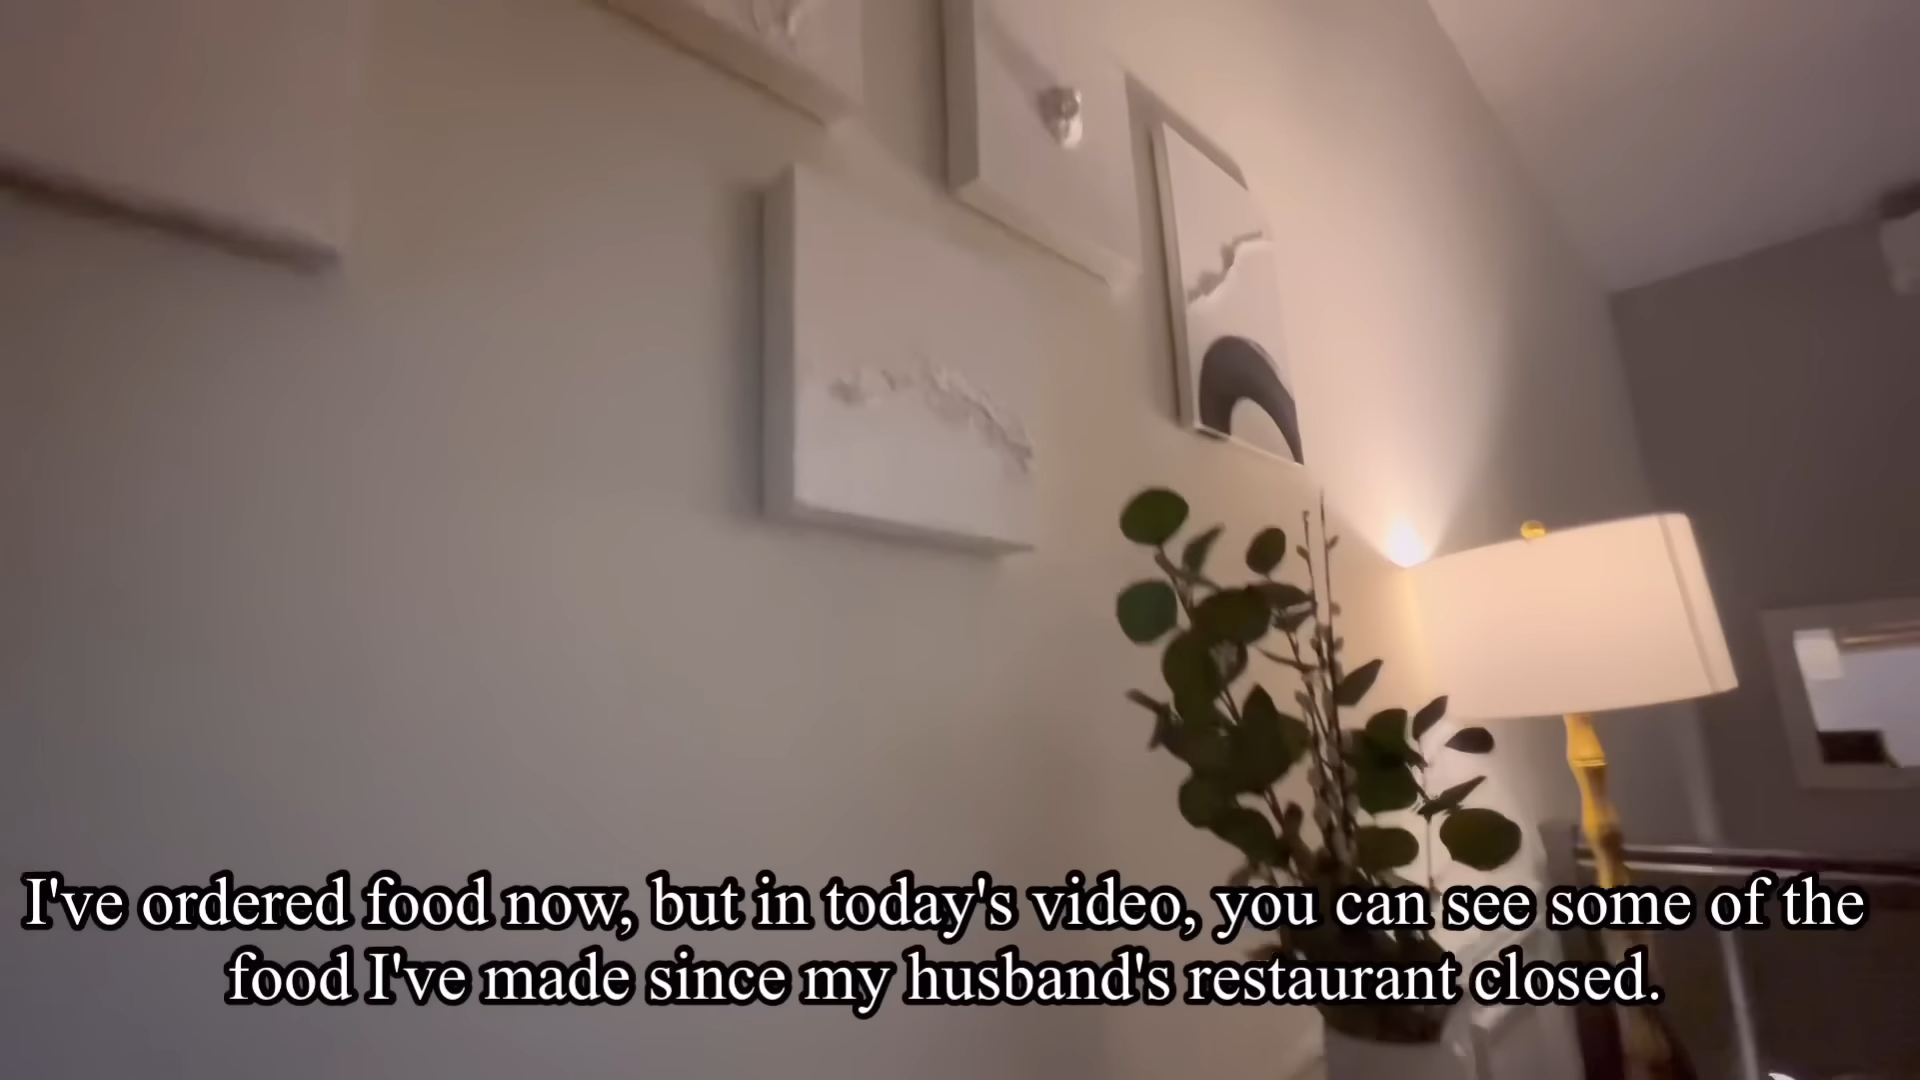 I've ordered food now, but in today's video, you can see some of the
food I've made since my husband's restaurant closed.